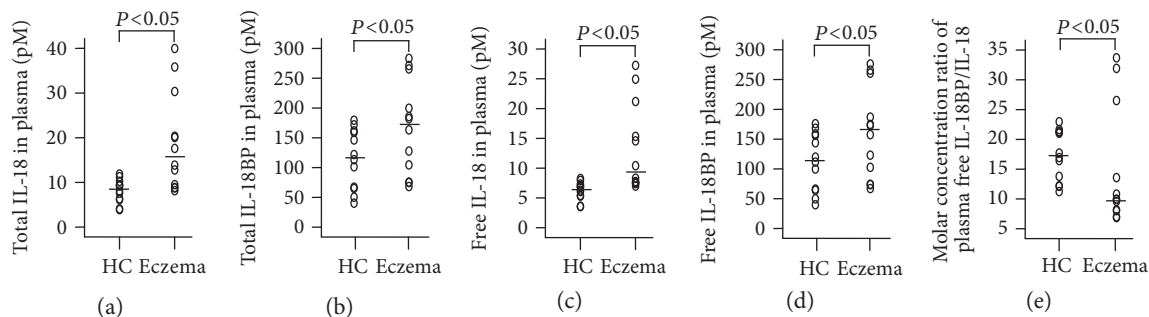 Total IL-18 in plasma (pM)
P<0.05
40
30
20
10
0
HC Eczema
(a)
Total IL-18BP in plasma (pM)
P<0.05
300
250
200
150
100
50
0
HC Eczema
(b)
Free IL-18 in plasma (pM)
P<0.05
30
25
20
15
10
5
0
HC Eczema
(c)
Free IL-18BP in plasma (pM)
P<0.05
300
250
200
150
100
50
0
HC Eczema
(d)
Molar concentration ratio of
plasma free IL-18BP/IL-18
P<0.05
35
30
25
20
15
10
5
HC Eczema
(e)